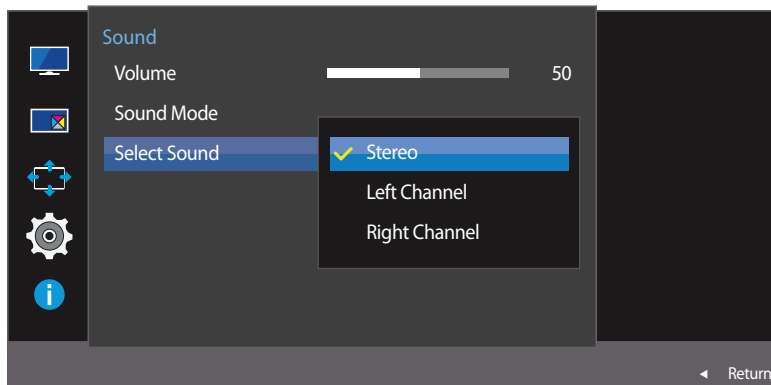 Sound
Volume 50
Sound Mode
Select Sound
Stereo
Left Channel
Right Channel
Return